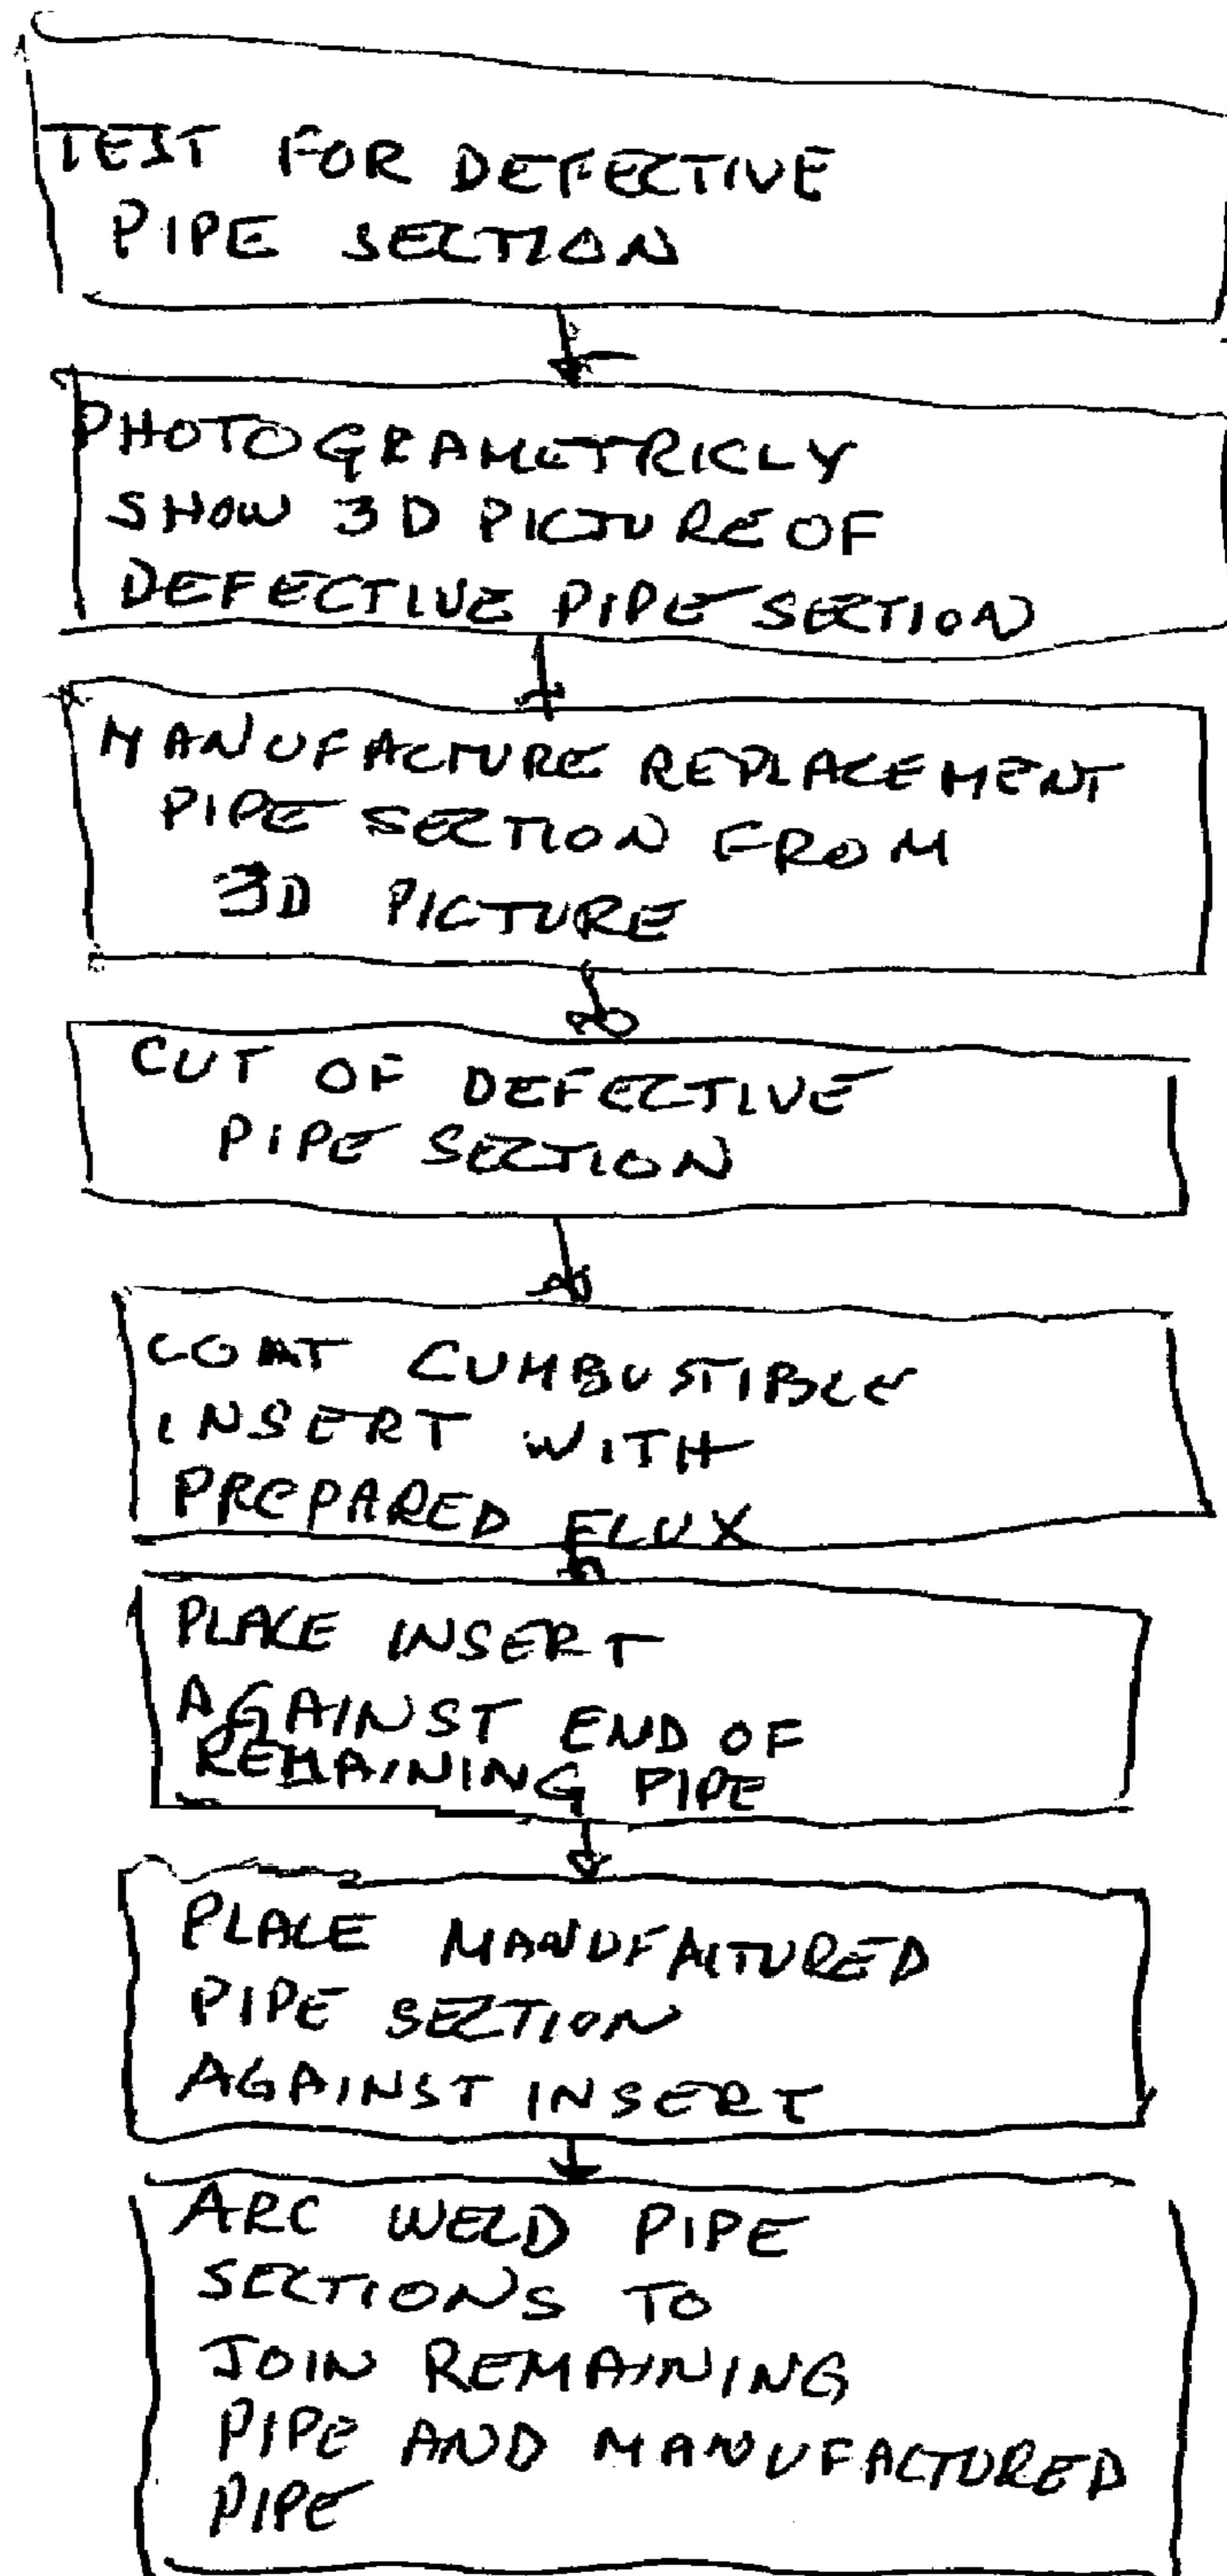 TEST FOR DEFECTIVE
PIPE SECTION
PHOTOGRAMETRICLY
SHOW 3D PICTURE OF
DEFECTIVE PIPE SECTION
MANUFACTURE REPLACEMENT
PIPE SECTION FROM
3D PICTURE
CUT OF DEFECTIVE
PIPE SECTION
COAT CUMBUSTIBLE
INSERT WITH
PREPARED FLUX
PLACE INSERT
AGAINST END OF
REMAINING PIPE
PLACE MANUFACTURED
PIPE SECTION
AGAINST INSERT
ARC WELD PIPE
SECTIONS TO
JOIN REMAINING
PIPE AND MANUFACTURED
PIPE